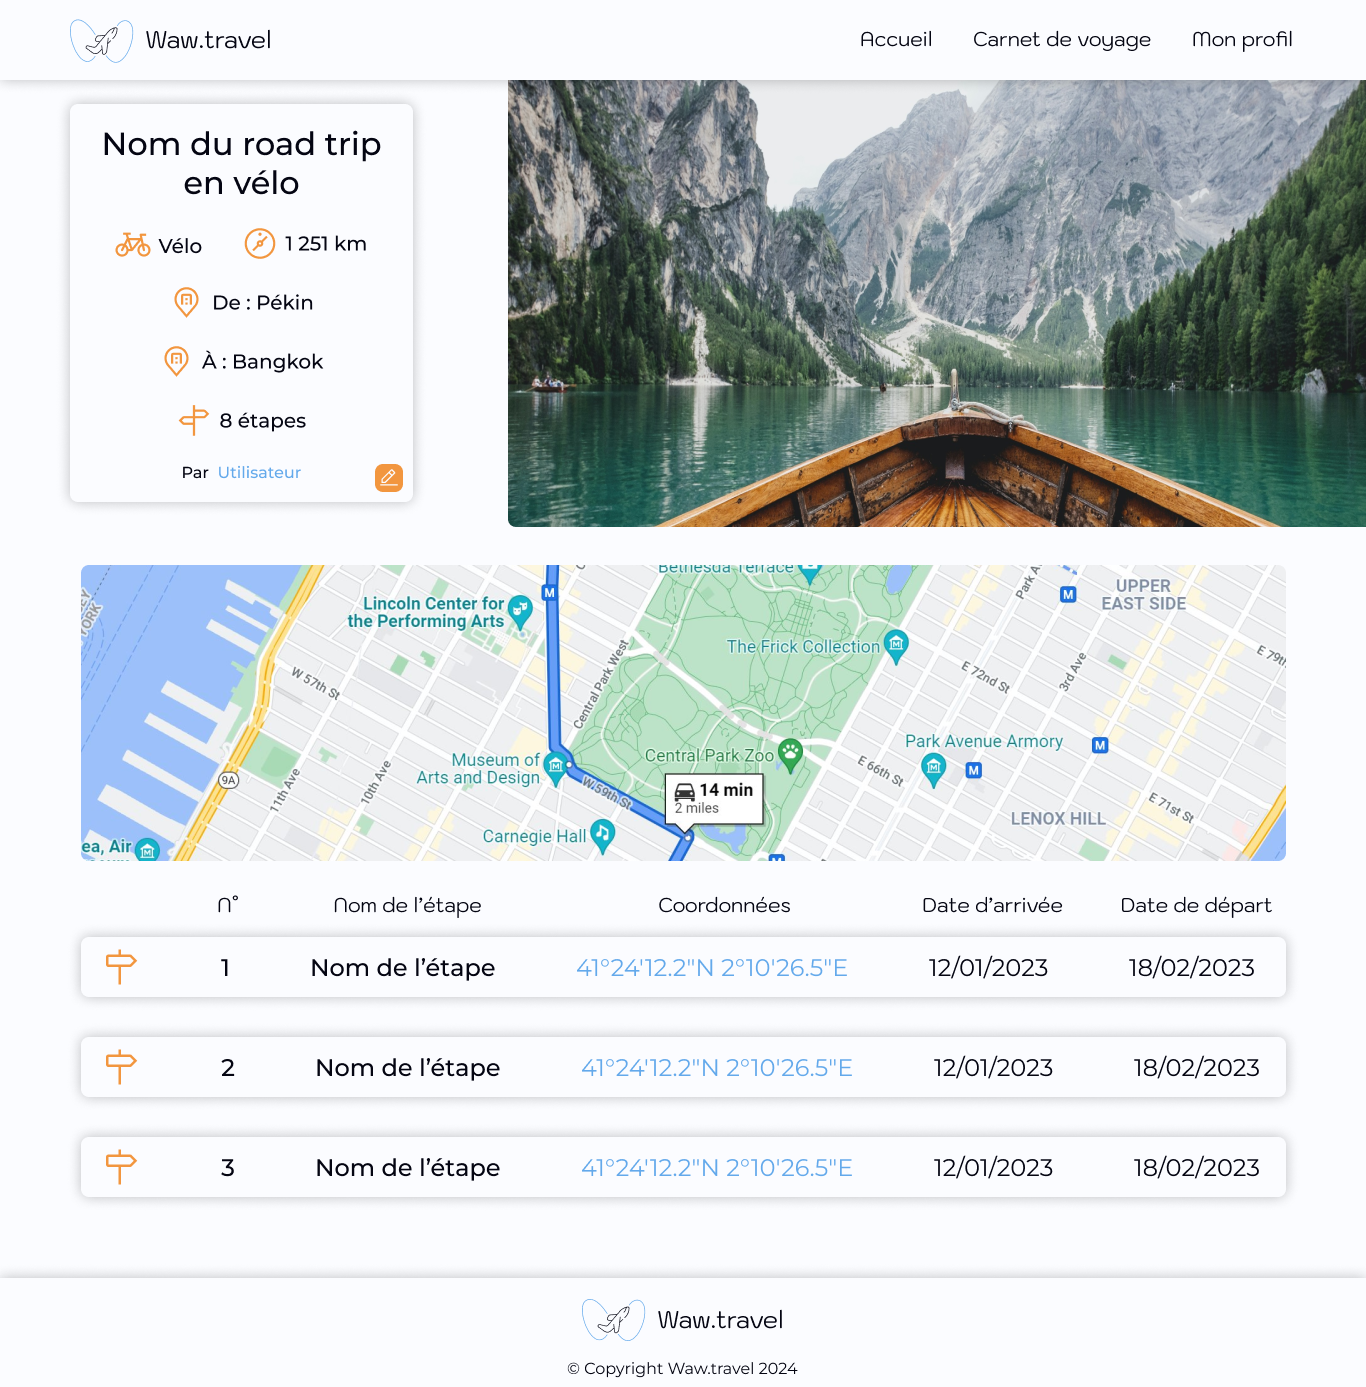 Waw.travel
Accueil
Carnet de voyage
Mon profil
Nom du road trip
en vélo
Vélo
1 251 km
De : Pékin
À : Bangkok
8 étapes
Par Utilisateur
Bethesda Terrace
M
Lincoln Center for
the Performing Arts
M
UPPER
EAST SIDE
Park A
The Frick Collection
E 79th
W 57th St
Central Park West
E 72nd St
3rd Ave
Museum of
Arts and Design
Central Park Zoo
Park Avenue Armory
M
M
9A
11th Ave
10th Ave
W 59th St
14 min
2 miles
E 66th St
E 71st St
LENOX HILL
Carnegie Hall
ea, Air
M
N°
Nom de l’étape
Coordonnées
Date d’arrivée
Date de départ
1
Nom de l’étape
41°24'12.2"N 2°10'26.5"E
12/01/2023
18/02/2023
2
Nom de l’étape
41°24'12.2"N 2°10'26.5"E
12/01/2023
18/02/2023
3
Nom de l’étape
41°24'12.2"N 2°10'26.5"E
12/01/2023
18/02/2023
Waw.travel
© Copyright Waw.travel 2024